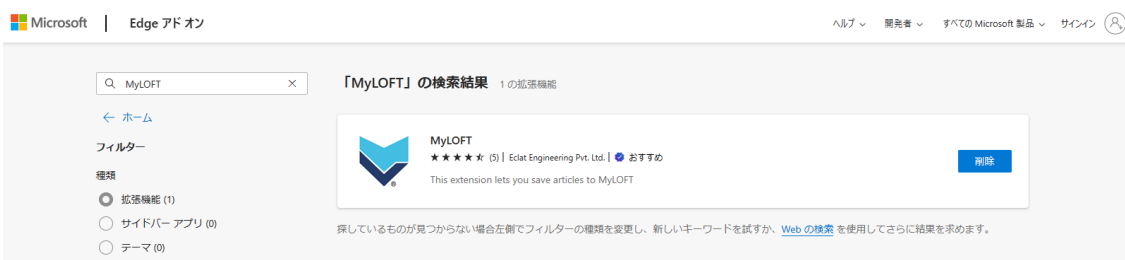 Microsoft | Edge アドオン ヘルプ 開発者 すべての Microsoft 製品 サインイン
MyLOFT
「MyLOFT」の検索結果 1 の拡張機能
← ホーム
フィルター
種類
拡張機能 (1)
サイドバー アプリ (0)
テーマ (0)
MyLOFT
★★★★★ (5) | Eclat Engineering Pvt. Ltd. | おすすめ
This extension lets you save articles to MyLOFT
削除
探しているものが見つからない場合左側でフィルターの種類を変更し、新しいキーワードを試すか、Web の検索 を使用してさらに結果を求めます。